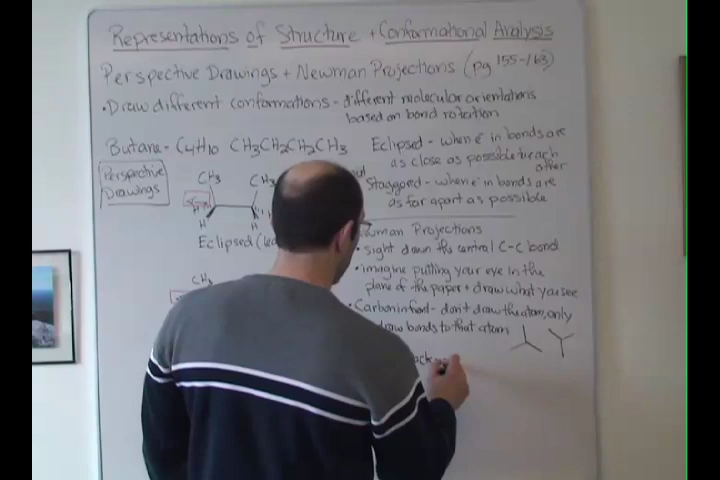 Representations of Structure + Conformational Analysis
Perspective Drawings + Newman Projections (pg 155-163)
• Draw different conformations - different molecular orientations
based on bond rotation
Butane - C4H10 CH3CH2CH2CH3
Perspective
Drawings
CH3
CH3
H
H
H
H
Eclipsed
CH3
Eclipsed - when e- in bonds are
as close as possible to each
other
Staggered - when e- in bonds are
as far apart as possible
Projections
• sight down the central C-C bond
• imagine putting your eye in the
plane of the paper + draw what you see
• Carbon in front - don't draw the atom, only
draw bonds to that atom